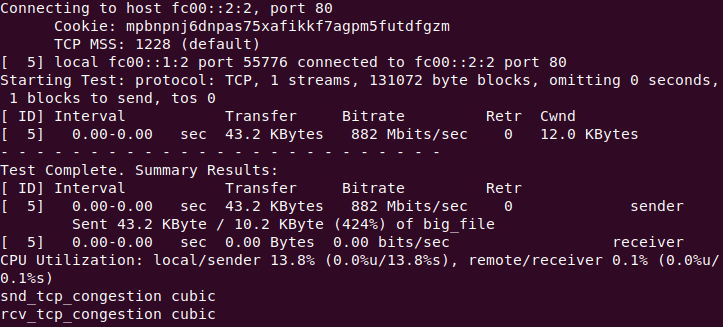 Connecting to host fc00::2:2, port 80
      Cookie: mpbnpnj6dnpas75xafikkf7agpm5futdfgzm
      TCP MSS: 1228 (default)
[  5] local fc00::1:2 port 55776 connected to fc00::2:2 port 80
Starting Test: protocol: TCP, 1 streams, 131072 byte blocks, omitting 0 seconds,
 1 blocks to send, tos 0
[ ID] Interval           Transfer     Bitrate         Retr  Cwnd
[  5]   0.00-0.00   sec  43.2 KBytes   882 Mbits/sec    0   12.0 KBytes
- - - - - - - - - - - - - - - - - - - - - - - - -
Test Complete. Summary Results:
[ ID] Interval           Transfer     Bitrate         Retr
[  5]   0.00-0.00   sec  43.2 KBytes   882 Mbits/sec    0             sender
        Sent 43.2 KByte / 10.2 KByte (424%) of big_file
[  5]   0.00-0.00   sec  0.00 Bytes  0.00 bits/sec                  receiver
CPU Utilization: local/sender 13.8% (0.0%u/13.8%s), remote/receiver 0.1% (0.0%u/
0.1%s)
snd_tcp_congestion cubic
rcv_tcp_congestion cubic